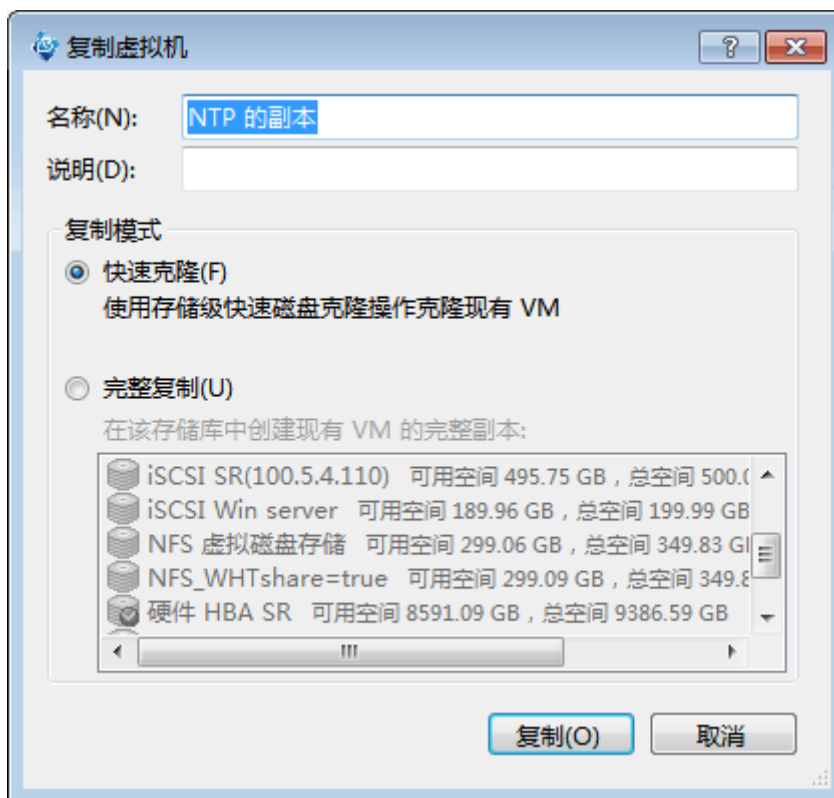 复制虚拟机
名称(N): NTP 的副本
说明(D):
复制模式
快速克隆(F)
使用存储级快速磁盘克隆操作克隆现有 VM
完整复制(U)
在该存储库中创建现有 VM 的完整副本:
iSCSI SR(100.5.4.110) 可用空间 495.75 GB，总空间 500.0
iSCSI Win server 可用空间 189.96 GB，总空间 199.99 GB
NFS 虚拟磁盘存储 可用空间 299.06 GB，总空间 349.83 G
NFS_WHTshare=true 可用空间 299.09 GB，总空间 349.8
硬件 HBA SR 可用空间 8591.09 GB，总空间 9386.59 GB
复制(O) 取消